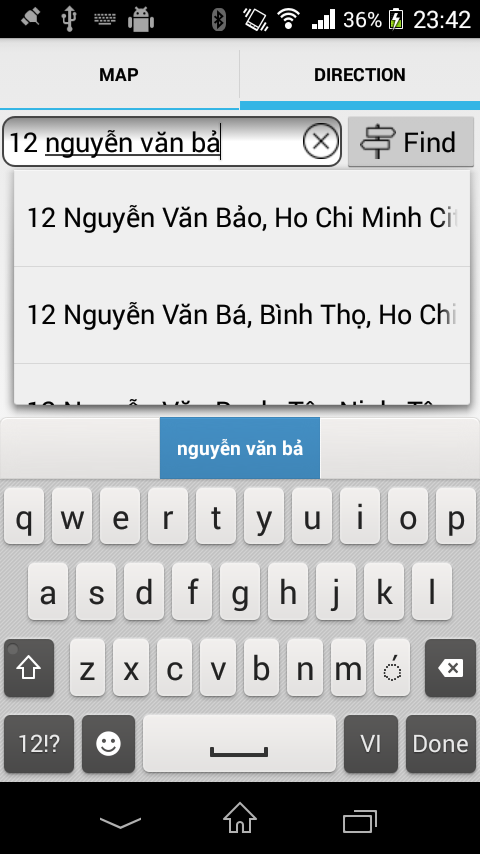 36% 23:42
MAP DIRECTION
12 nguyễn văn bả Find
12 Nguyễn Văn Bảo, Ho Chi Minh Cit
12 Nguyễn Văn Bá, Bình Thọ, Ho Chi
nguyễn văn bả
q w e r t y u i o p
a s d f g h j k l
z x c v b n m
12!? VI Done